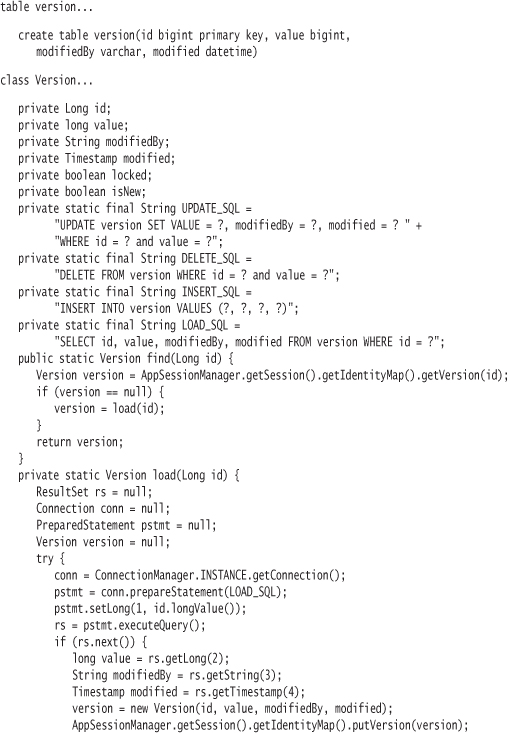 table version...
create table version(id bigint primary key, value bigint,
modifiedBy varchar, modified datetime)
class Version...
private Long id;
private long value;
private String modifiedBy;
private Timestamp modified;
private boolean locked;
private boolean isNew;
private static final String UPDATE_SQL =
"UPDATE version SET VALUE = ?, modifiedBy = ?, modified = ? " +
"WHERE id = ? and value = ?";
private static final String DELETE_SQL =
"DELETE FROM version WHERE id = ? and value = ?";
private static final String INSERT_SQL =
"INSERT INTO version VALUES (?, ?, ?, ?)";
private static final String LOAD_SQL =
"SELECT id, value, modifiedBy, modified FROM version WHERE id = ?";
public static Version find(Long id) {
Version version = AppSessionManager.getSession().getIdentityMap().getVersion(id);
if (version == null) {
version = load(id);
}
return version;
}
private static Version load(Long id) {
ResultSet rs = null;
Connection conn = null;
PreparedStatement pstmt = null;
Version version = null;
try {
conn = ConnectionManager.INSTANCE.getConnection();
pstmt = conn.prepareStatement(LOAD_SQL);
pstmt.setLong(1, id.longValue());
rs = pstmt.executeQuery();
if (rs.next()) {
long value = rs.getLong(2);
String modifiedBy = rs.getString(3);
Timestamp modified = rs.getTimestamp(4);
version = new Version(id, value, modifiedBy, modified);
AppSessionManager.getSession().getIdentityMap().putVersion(version);